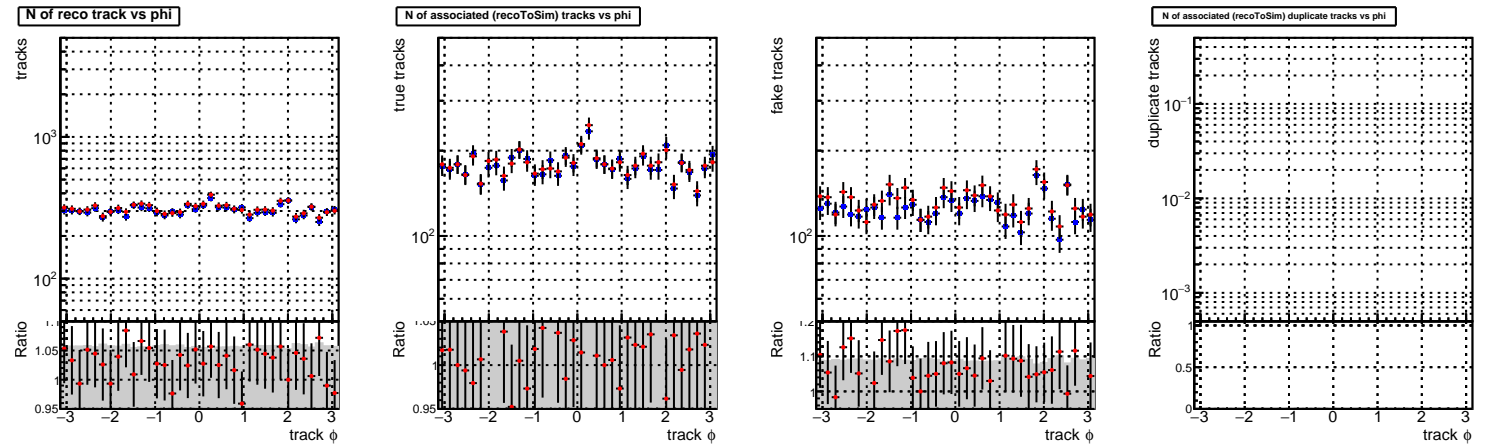 N of reco track vs phi
tracks
10³
10²
Ratio
1.05
1
0.95
−3 −2 −1 0 1 2 3
track ϕ
N of associated (recoToSim) tracks vs phi
true tracks
10²
Ratio
1
0.95
−3 −2 −1 0 1 2 3
track ϕ
fake tracks
10²
Ratio
1.2
1.1
1
−3 −2 −1 0 1 2 3
track ϕ
N of associated (recoToSim) duplicate tracks vs phi
duplicate tracks
10⁻¹
10⁻²
10⁻³
Ratio
1
0.5
0
−3 −2 −1 0 1 2 3
track ϕ